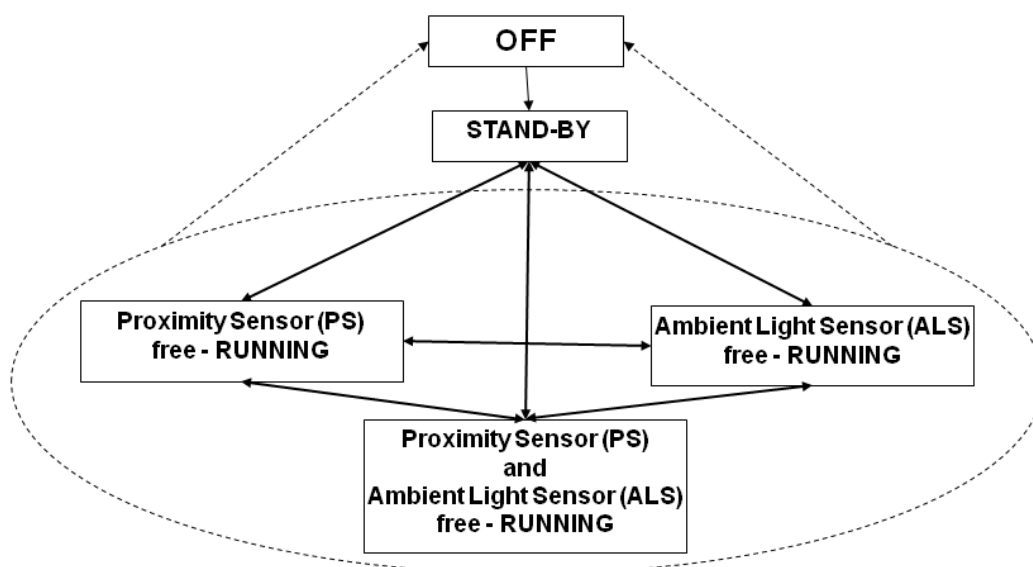 OFF
STAND-BY
Proximity Sensor (PS)
free - RUNNING
Ambient Light Sensor (ALS)
free - RUNNING
Proximity Sensor (PS)
and
Ambient Light Sensor (ALS)
free - RUNNING